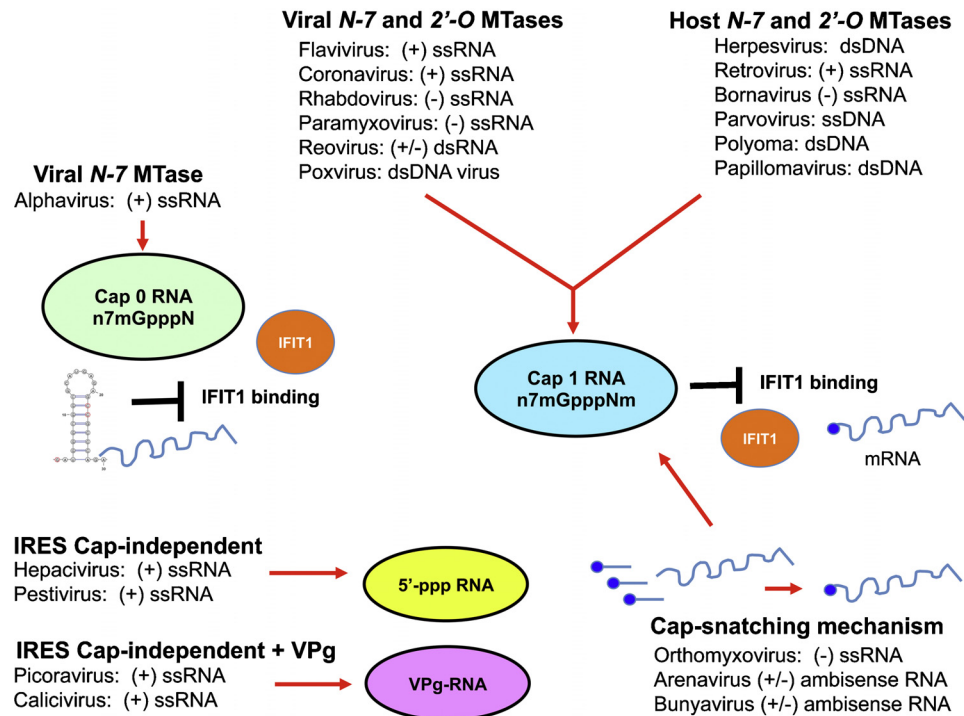 Viral N-7 and 2’-O MTases
Flavivirus: (+) ssRNA
Coronavirus: (+) ssRNA
Rhabdovirus: (-) ssRNA
Paramyxovirus: (-) ssRNA
Reovirus: (+/-) dsRNA
Poxvirus: dsDNA virus
Host N-7 and 2’-O MTases
Herpesvirus: dsDNA
Retrovirus: (+) ssRNA
Bornavirus (-) ssRNA
Parvovirus: ssDNA
Polyoma: dsDNA
Papillomavirus: dsDNA
Viral N-7 MTase
Alphavirus: (+) ssRNA
Cap 0 RNA
n7mGpppN
IFIT1
IFIT1 binding
Cap 1 RNA
n7mGpppNm
IFIT1 binding
IFIT1
mRNA
IRES Cap-independent
Hepacivirus: (+) ssRNA
Pestivirus: (+) ssRNA
5’-ppp RNA
IRES Cap-independent + VPg
Picoravirus: (+) ssRNA
Calicivirus: (+) ssRNA
VPg-RNA
Cap-snatching mechanism
Orthomyxovirus: (-) ssRNA
Arenavirus (+/-) ambisense RNA
Bunyavirus (+/-) ambisense RNA